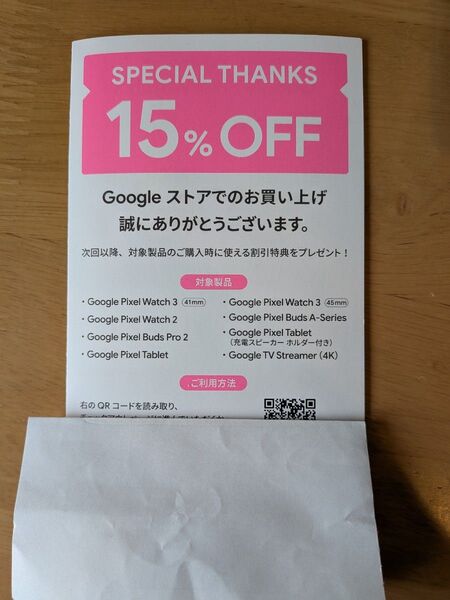 SPECIAL THANKS
15% OFF
Google ストアでのお買い上げ
誠にありがとうございます。
次回以降、対象製品のご購入時に使える割引特典をプレゼント！
対象製品
・Google Pixel Watch 3 41mm
・Google Pixel Watch 2
・Google Pixel Buds Pro 2
・Google Pixel Tablet
・Google Pixel Watch 3 45mm
・Google Pixel Buds A-Series
・Google Pixel Tablet
（充電スピーカー ホルダー付き）
・Google TV Streamer（4K）
ご利用方法
右の QR コードを読み取り、